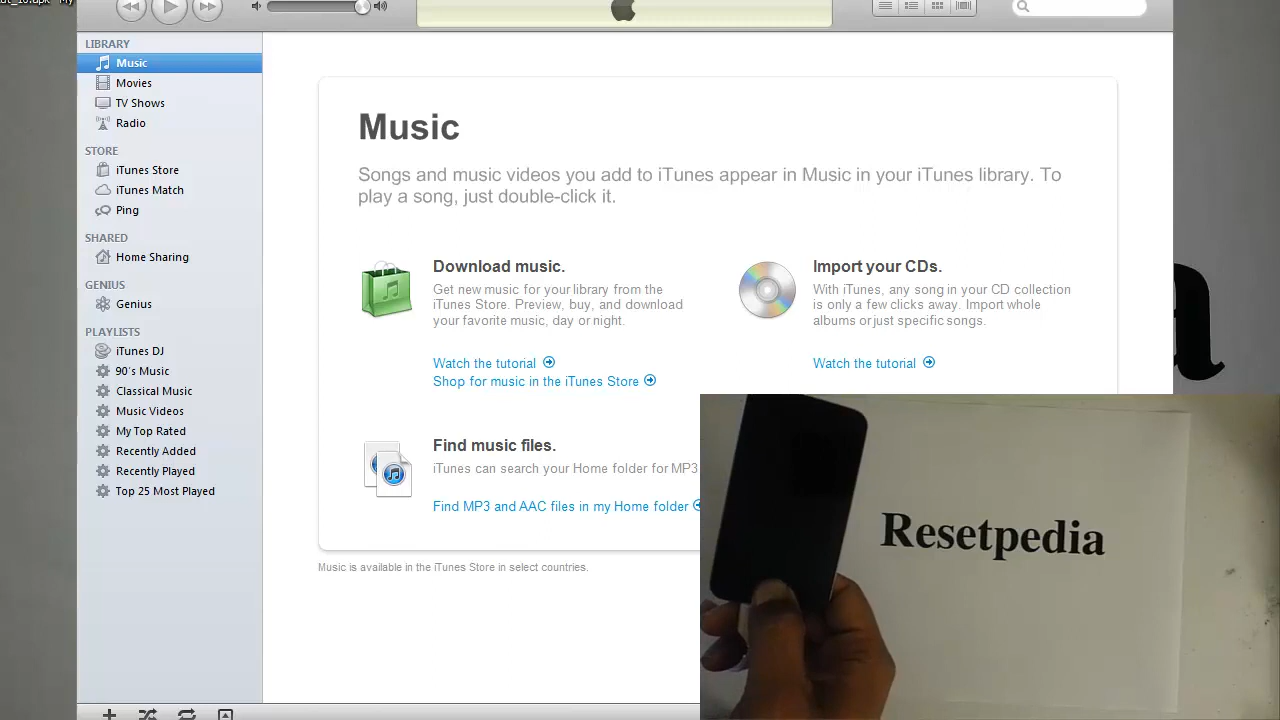 LIBRARY
Music
Movies
TV Shows
Radio
STORE
iTunes Store
iTunes Match
Ping
SHARED
Home Sharing
GENIUS
Genius
PLAYLISTS
iTunes DJ
90's Music
Classical Music
Music Videos
My Top Rated
Recently Added
Recently Played
Top 25 Most Played
Music
Songs and music videos you add to iTunes appear in Music in your iTunes library. To
play a song, just double-click it.
Download music.
Get new music for your library from the
iTunes Store. Preview, buy, and download
your favorite music, day or night.
Watch the tutorial
Shop for music in the iTunes Store
Import your CDs.
With iTunes, any song in your CD collection
is only a few clicks away. Import whole
albums or just specific songs.
Watch the tutorial
Find music files.
iTunes can search your Home folder for MP3
Find MP3 and AAC files in my Home folder
Music is available in the iTunes Store in select countries.
Resetpedia
a